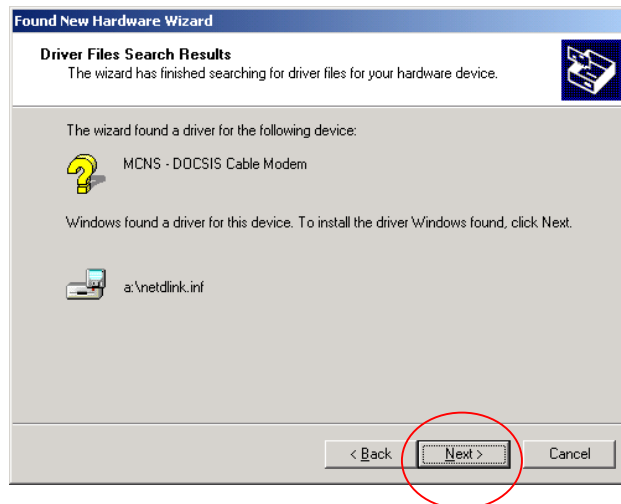 Found New Hardware Wizard
Driver Files Search Results
The wizard has finished searching for driver files for your hardware device.
The wizard found a driver for the following device:
MCNS - DOCSIS Cable Modem
Windows found a driver for this device. To install the driver Windows found, click Next.
a:\netdlink.inf
< Back Next > Cancel